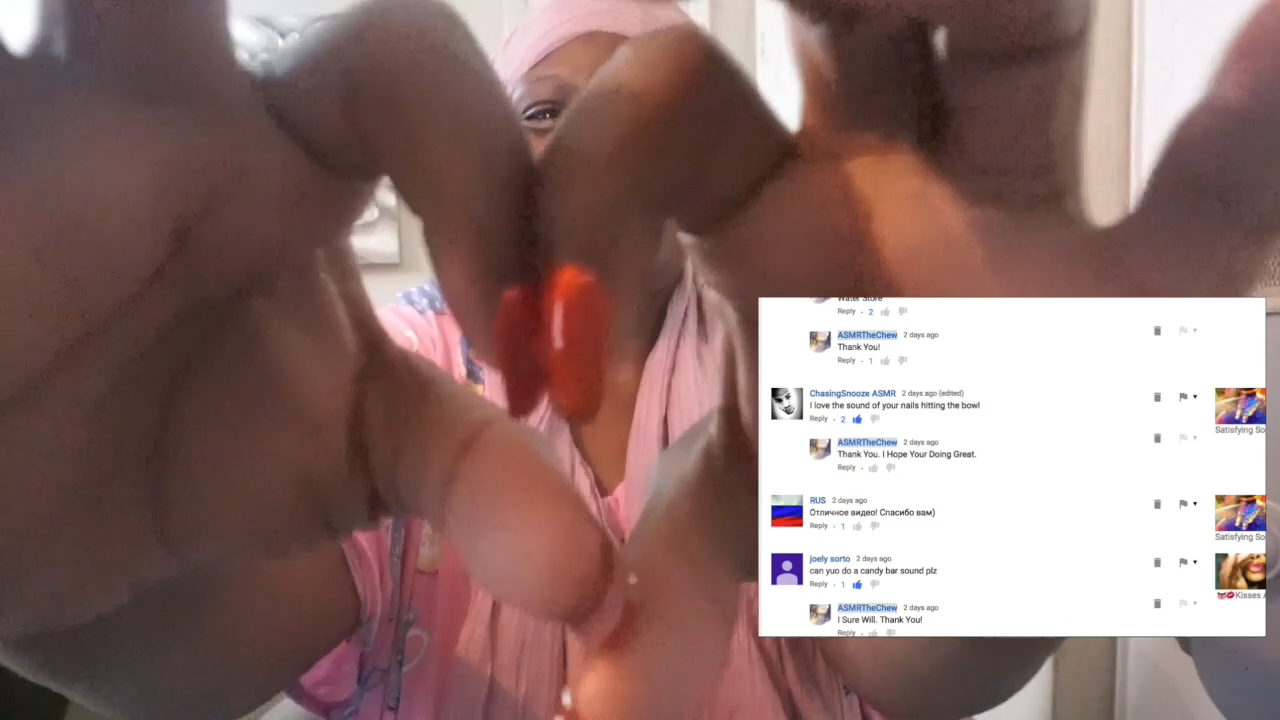 Water Store
Reply • 2
ASMRTheChew 2 days ago
Thank You!
Reply • 1
ChasingSnooze ASMR 2 days ago (edited)
I love the sound of your nails hitting the bowl
Reply • 2
Satisfying So
ASMRTheChew 2 days ago
Thank You. I Hope Your Doing Great.
Reply •
RUS 2 days ago
Отличное видео! Спасибо вам)
Reply • 1
Satisfying So
joely sorto 2 days ago
can yuo do a candy bar sound plz
Reply • 1
Kisses A
ASMRTheChew 2 days ago
I Sure Will. Thank You!
Reply •